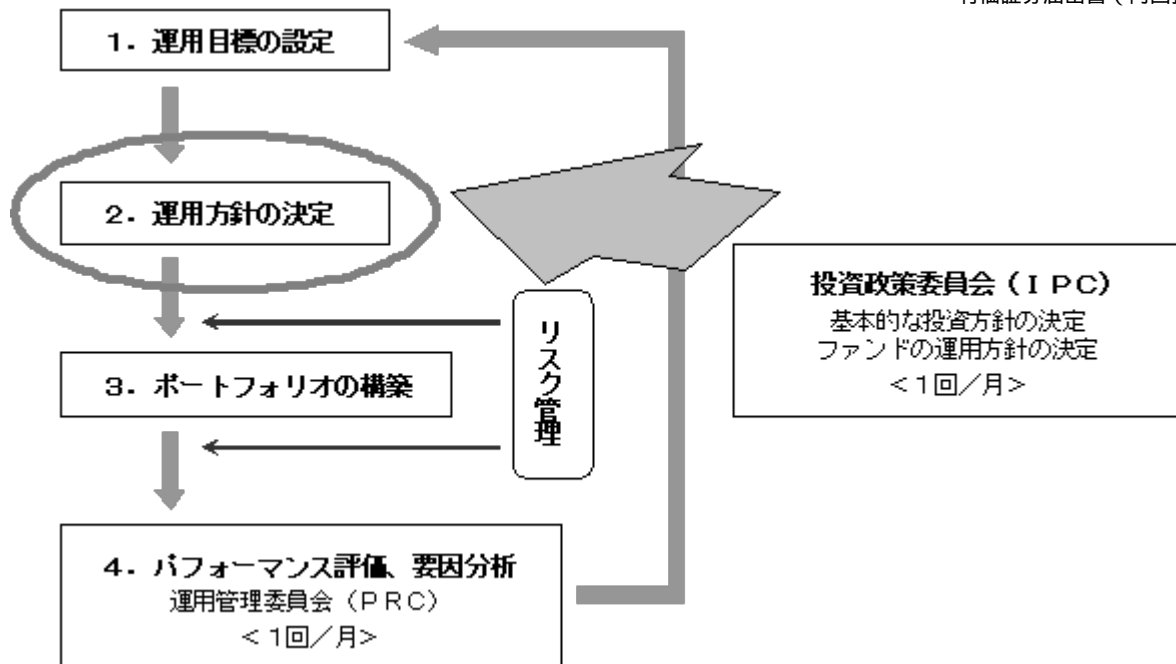 １．運用目標の設定
２．運用方針の決定
投資政策委員会（ＩＰＣ）
基本的な投資方針の決定
ファンドの運用方針の決定
＜１回／月＞
リスク管理
３．ポートフォリオの構築
４．パフォーマンス評価、要因分析
運用管理委員会（ＰＲＣ）
＜１回／月＞